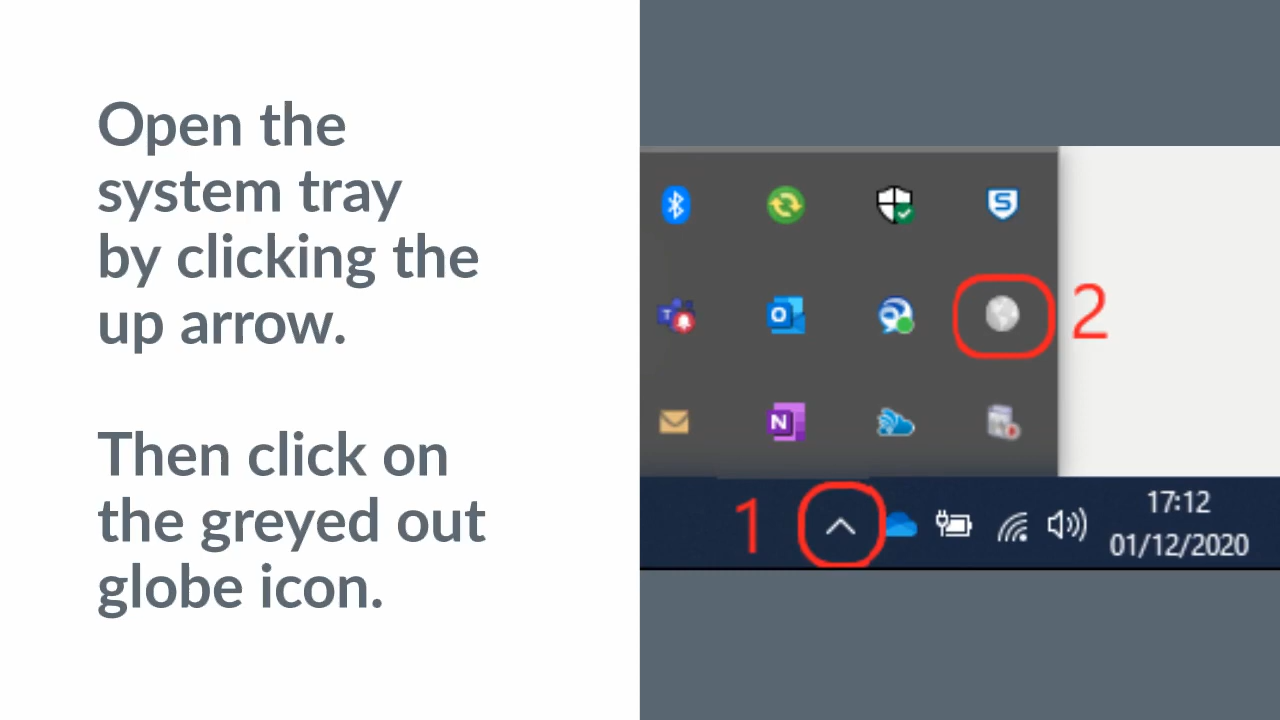 Open the
system tray
by clicking the
up arrow.
Then click on
the greyed out
globe icon.
S
2
T
O
N
1
17:12
01/12/2020